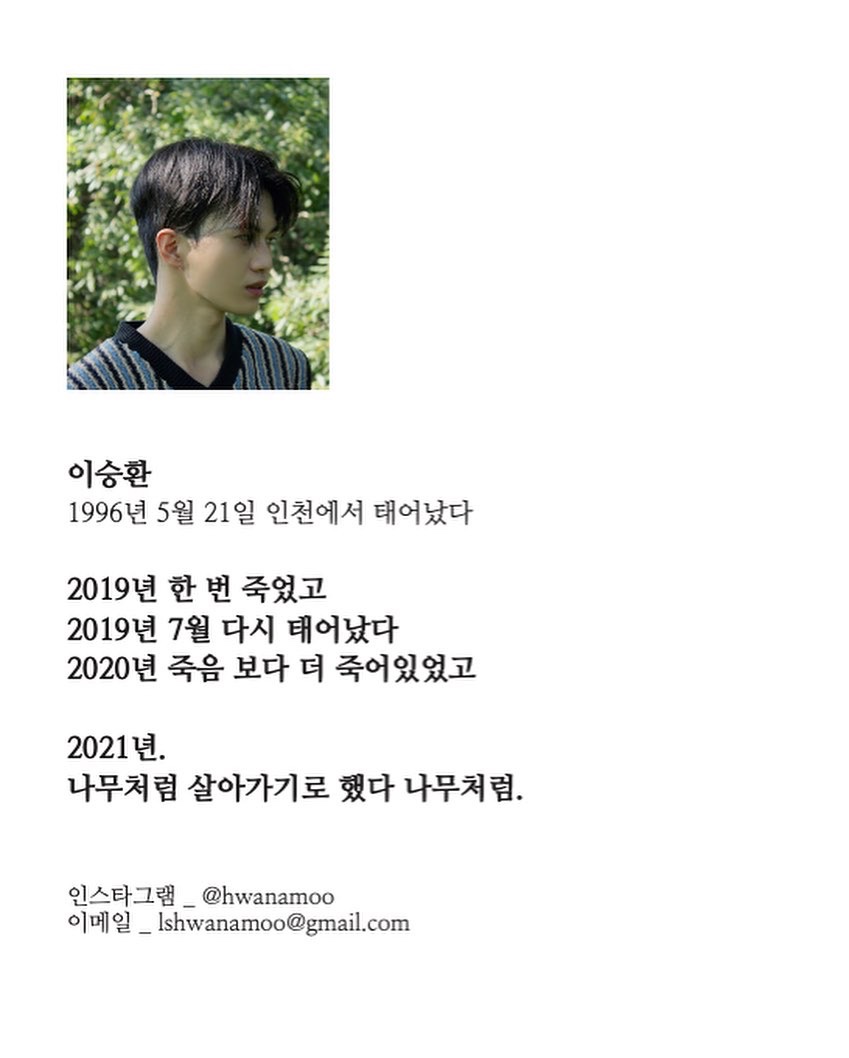 이승환
1996년 5월 21일 인천에서 태어났다
2019년 한 번 죽었고
2019년 7월 다시 태어났다
2020년 죽음 보다 더 죽어있었고
2021년.
나무처럼 살아가기로 했다 나무처럼.
인스타그램 _ @hwanamoo
이메일 _ lshwanamoo@gmail.com